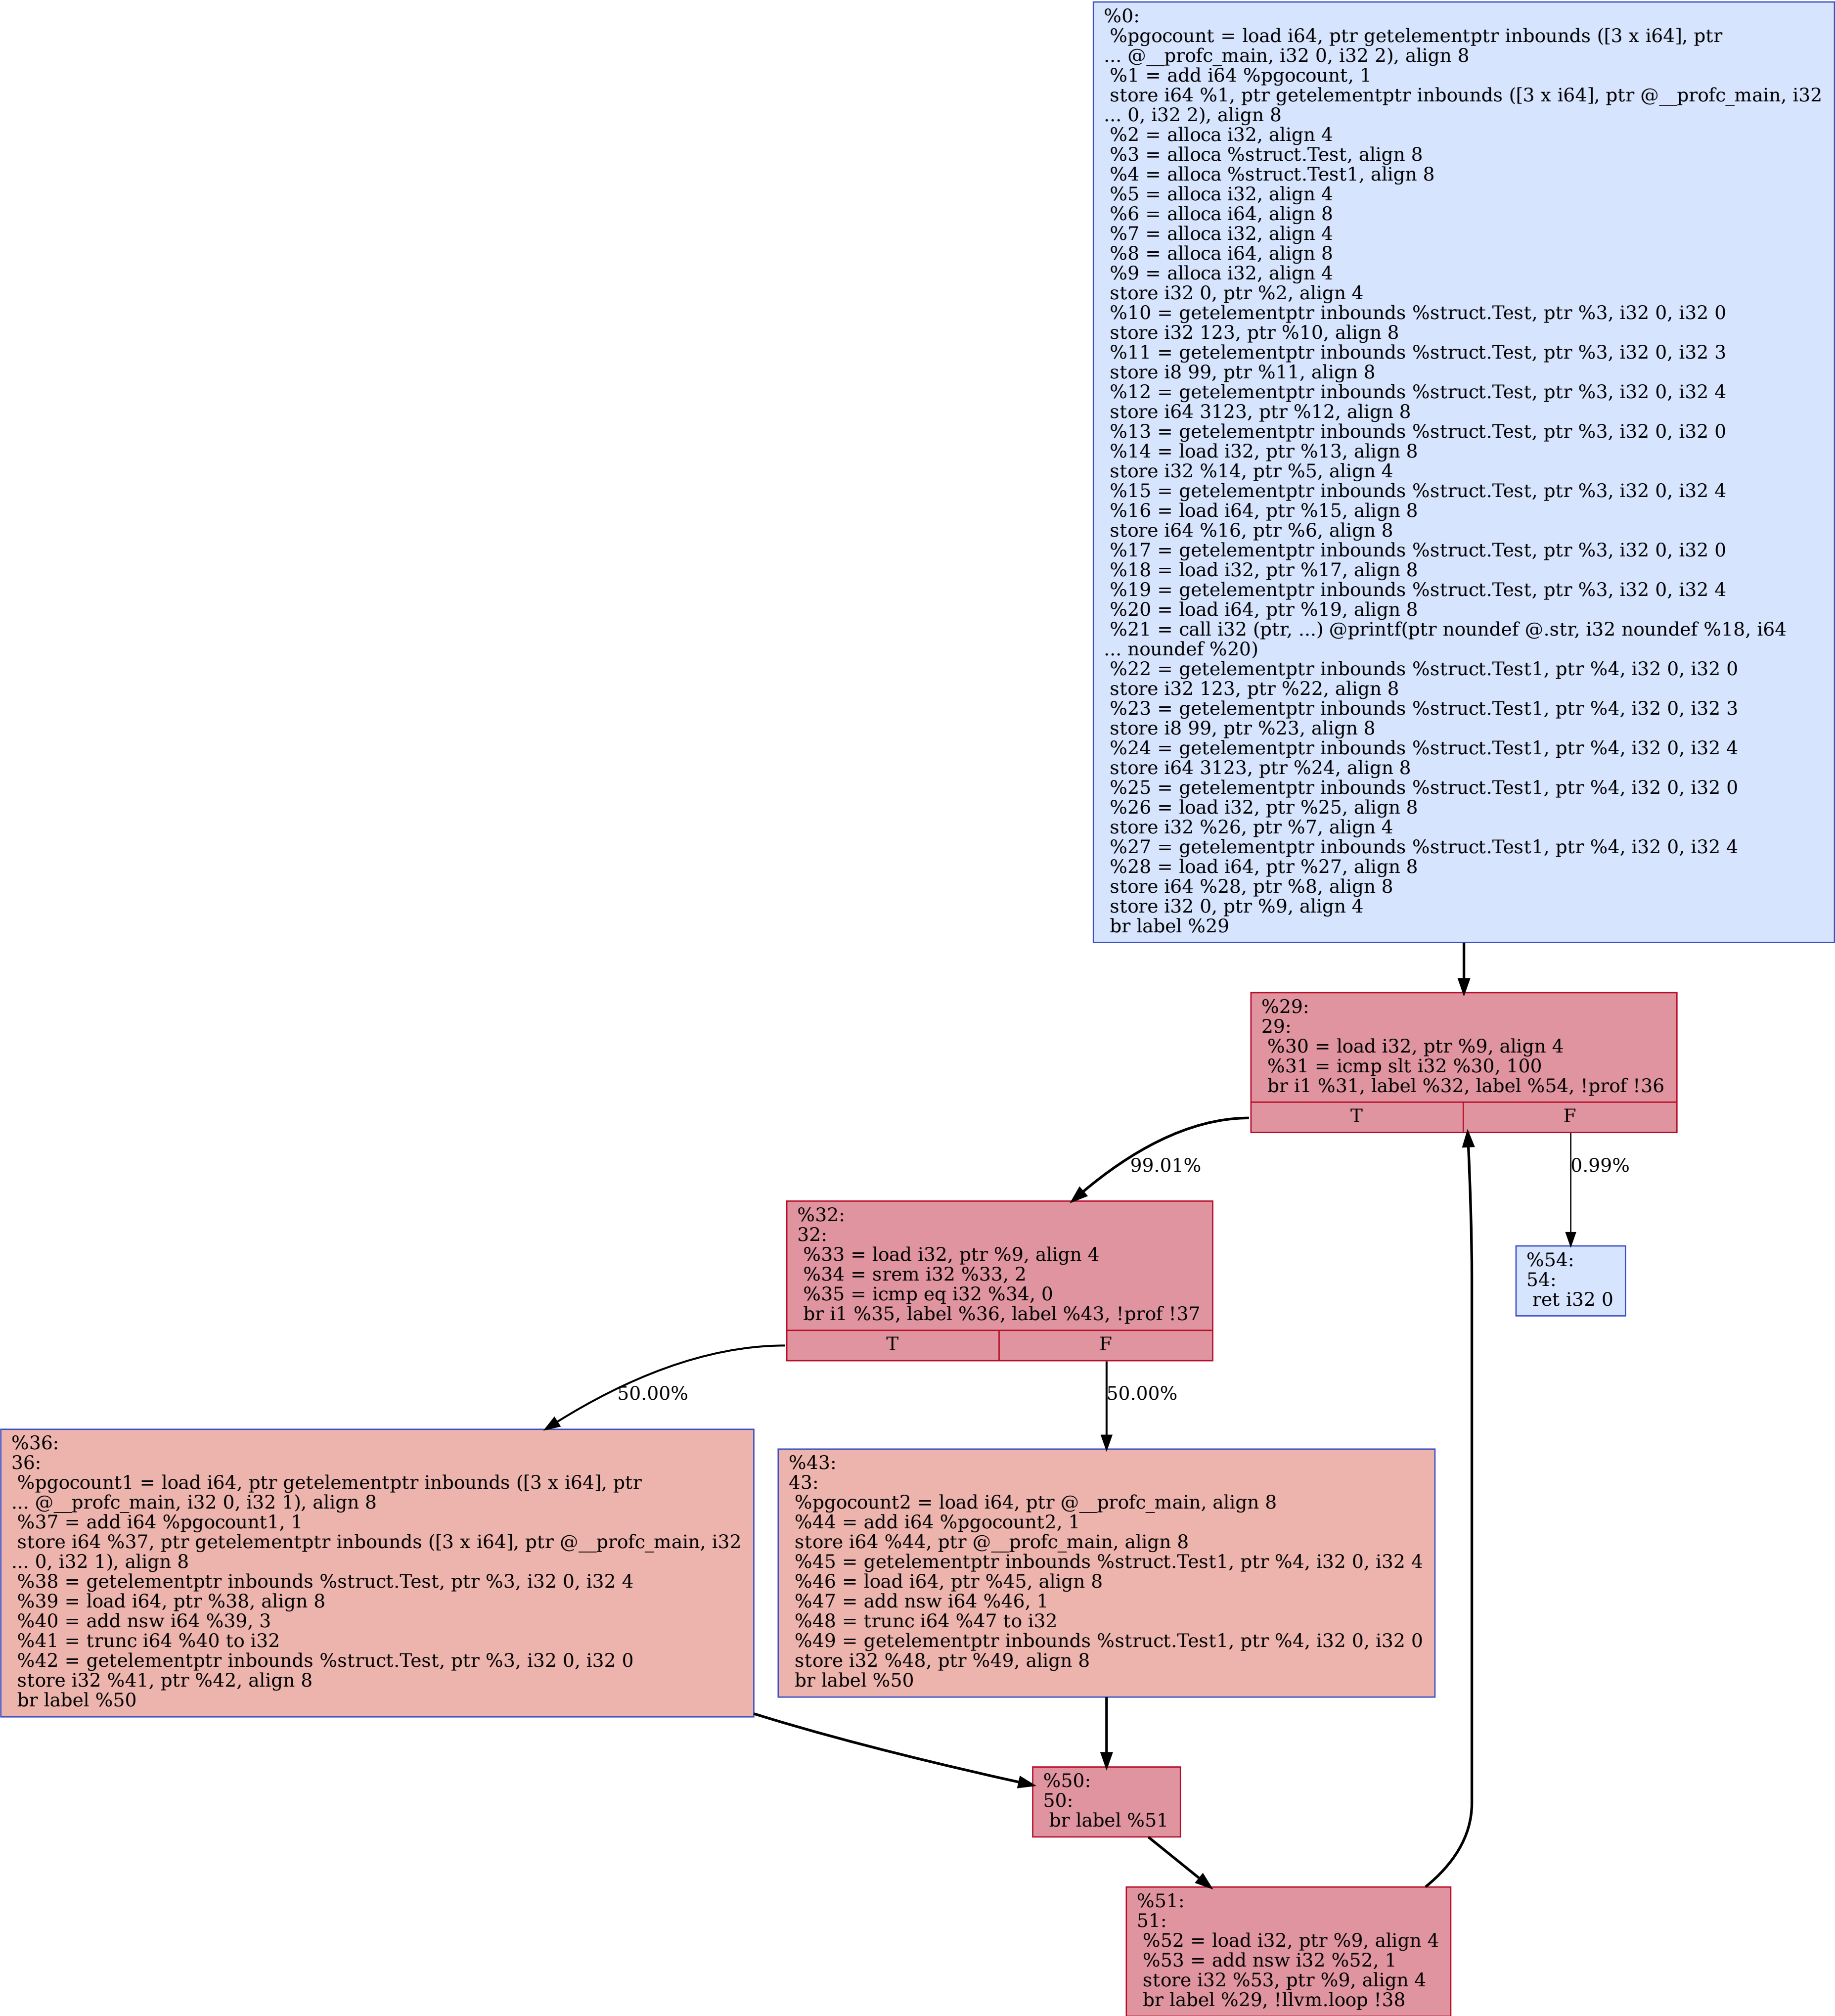 %0:
%pgocount = load i64, ptr getelementptr inbounds ([3 x i64], ptr
... @__profc_main, i32 0, i32 2), align 8
%1 = add i64 %pgocount, 1
store i64 %1, ptr getelementptr inbounds ([3 x i64], ptr @__profc_main, i32
... 0, i32 2), align 8
%2 = alloca i32, align 4
%3 = alloca %struct.Test, align 8
%4 = alloca %struct.Test1, align 8
%5 = alloca i32, align 4
%6 = alloca i64, align 8
%7 = alloca i32, align 4
%8 = alloca i64, align 8
%9 = alloca i32, align 4
store i32 0, ptr %2, align 4
%10 = getelementptr inbounds %struct.Test, ptr %3, i32 0, i32 0
store i32 123, ptr %10, align 8
%11 = getelementptr inbounds %struct.Test, ptr %3, i32 0, i32 3
store i8 99, ptr %11, align 8
%12 = getelementptr inbounds %struct.Test, ptr %3, i32 0, i32 4
store i64 3123, ptr %12, align 8
%13 = getelementptr inbounds %struct.Test, ptr %3, i32 0, i32 0
%14 = load i32, ptr %13, align 8
store i32 %14, ptr %5, align 4
%15 = getelementptr inbounds %struct.Test, ptr %3, i32 0, i32 4
%16 = load i64, ptr %15, align 8
store i64 %16, ptr %6, align 8
%17 = getelementptr inbounds %struct.Test, ptr %3, i32 0, i32 0
%18 = load i32, ptr %17, align 8
%19 = getelementptr inbounds %struct.Test, ptr %3, i32 0, i32 4
%20 = load i64, ptr %19, align 8
%21 = call i32 (ptr, ...) @printf(ptr noundef @.str, i32 noundef %18, i64
... noundef %20)
%22 = getelementptr inbounds %struct.Test1, ptr %4, i32 0, i32 0
store i32 123, ptr %22, align 8
%23 = getelementptr inbounds %struct.Test1, ptr %4, i32 0, i32 3
store i8 99, ptr %23, align 8
%24 = getelementptr inbounds %struct.Test1, ptr %4, i32 0, i32 4
store i64 3123, ptr %24, align 8
%25 = getelementptr inbounds %struct.Test1, ptr %4, i32 0, i32 0
%26 = load i32, ptr %25, align 8
store i32 %26, ptr %7, align 4
%27 = getelementptr inbounds %struct.Test1, ptr %4, i32 0, i32 4
%28 = load i64, ptr %27, align 8
store i64 %28, ptr %8, align 8
store i32 0, ptr %9, align 4
br label %29
%29:
29:
%30 = load i32, ptr %9, align 4
%31 = icmp slt i32 %30, 100
br i1 %31, label %32, label %54, !prof !36
T
F
99.01%
0.99%
%32:
32:
%33 = load i32, ptr %9, align 4
%34 = srem i32 %33, 2
%35 = icmp eq i32 %34, 0
br i1 %35, label %36, label %43, !prof !37
T
F
%54:
54:
ret i32 0
50.00%
50.00%
%36:
36:
%pgocount1 = load i64, ptr getelementptr inbounds ([3 x i64], ptr
... @__profc_main, i32 0, i32 1), align 8
%37 = add i64 %pgocount1, 1
store i64 %37, ptr getelementptr inbounds ([3 x i64], ptr @__profc_main, i32
... 0, i32 1), align 8
%38 = getelementptr inbounds %struct.Test, ptr %3, i32 0, i32 4
%39 = load i64, ptr %38, align 8
%40 = add nsw i64 %39, 3
%41 = trunc i64 %40 to i32
%42 = getelementptr inbounds %struct.Test, ptr %3, i32 0, i32 0
store i32 %41, ptr %42, align 8
br label %50
%43:
43:
%pgocount2 = load i64, ptr @__profc_main, align 8
%44 = add i64 %pgocount2, 1
store i64 %44, ptr @__profc_main, align 8
%45 = getelementptr inbounds %struct.Test1, ptr %4, i32 0, i32 4
%46 = load i64, ptr %45, align 8
%47 = add nsw i64 %46, 1
%48 = trunc i64 %47 to i32
%49 = getelementptr inbounds %struct.Test1, ptr %4, i32 0, i32 0
store i32 %48, ptr %49, align 8
br label %50
%50:
50:
br label %51
%51:
51:
%52 = load i32, ptr %9, align 4
%53 = add nsw i32 %52, 1
store i32 %53, ptr %9, align 4
br label %29, !llvm.loop !38